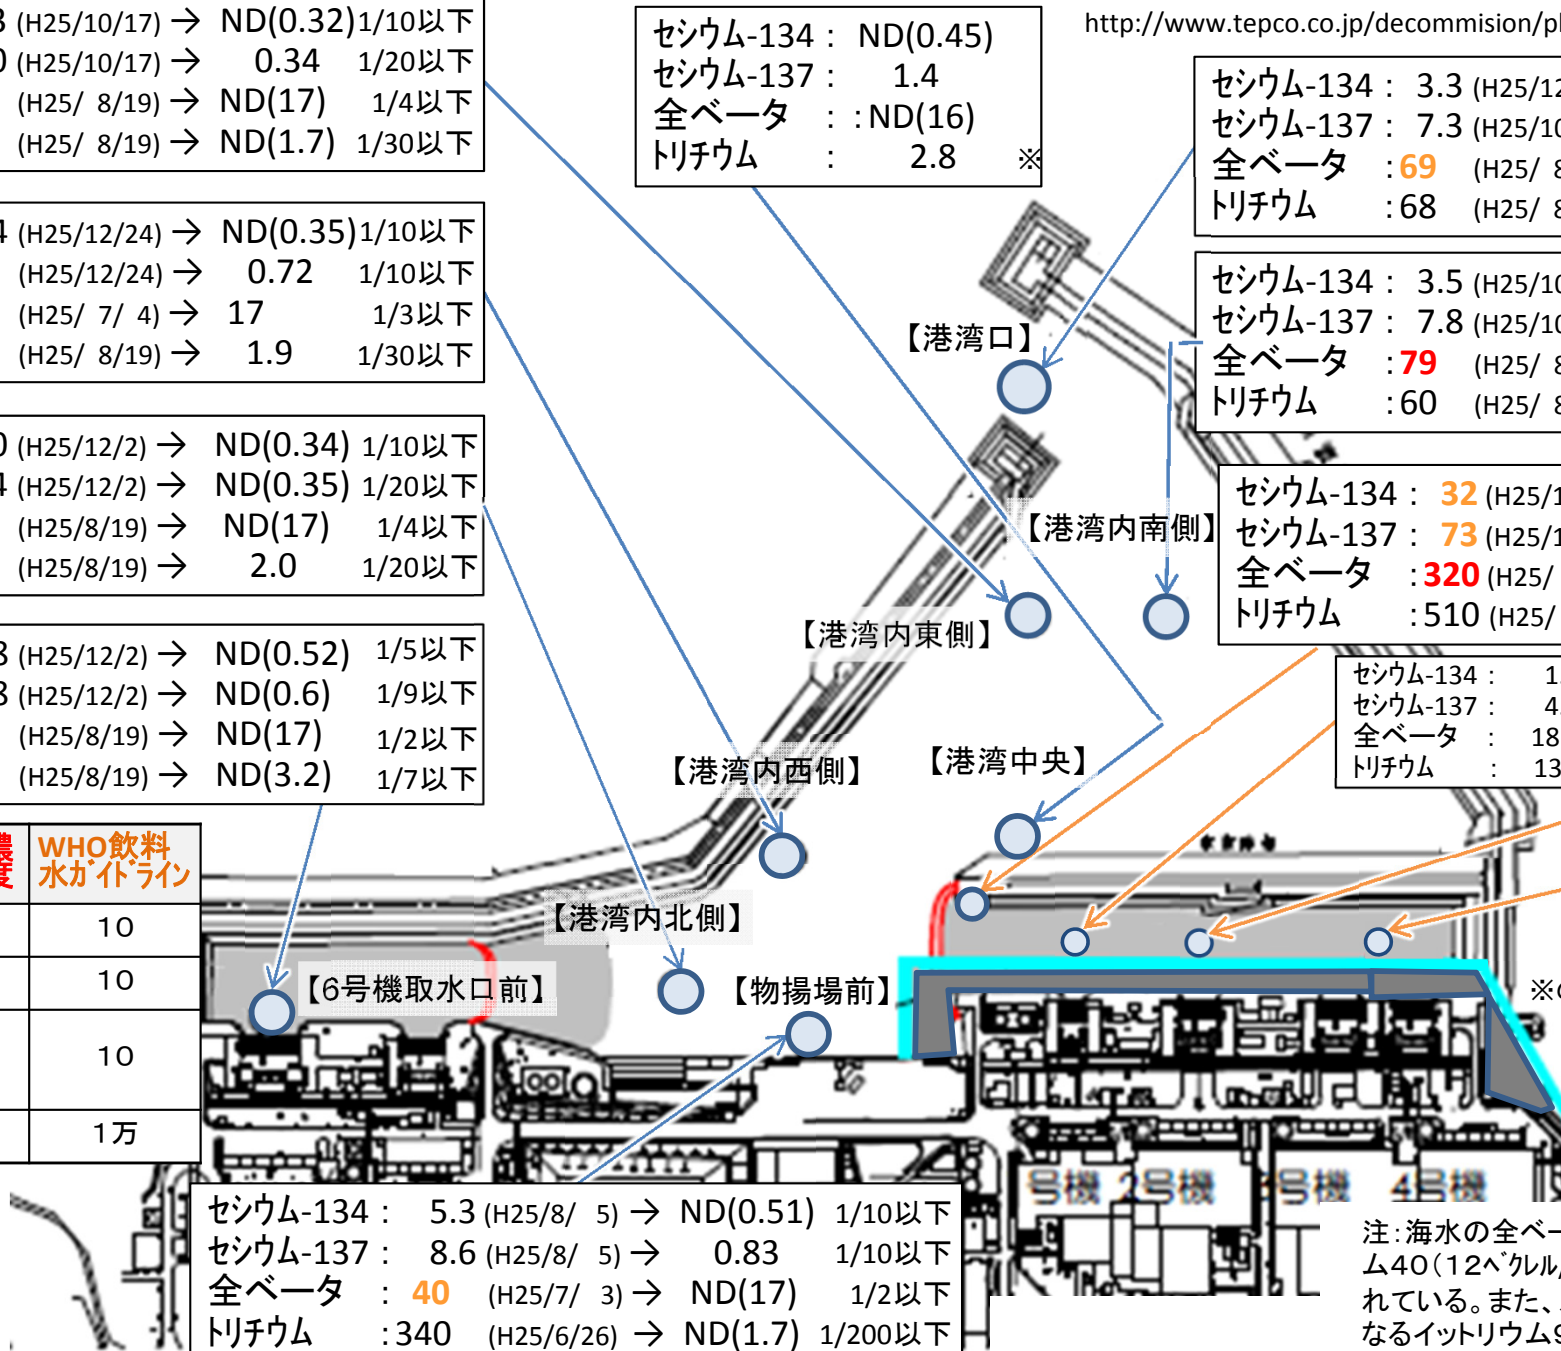 3 (H25/10/17) → ND(0.32) 1/10以下
0 (H25/10/17) → 0.34 1/20以下
(H25/ 8/19) → ND(17) 1/4以下
(H25/ 8/19) → ND(1.7) 1/30以下
セシウム-134 : ND(0.45)
セシウム-137 : 1.4
全ベータ : :ND(16)
トリチウム : 2.8 ※
http://www.tepco.co.jp/decommision/pl
セシウム-134 : 3.3 (H25/12
セシウム-137 : 7.3 (H25/10
全ベータ :69 (H25/ 8
トリチウム :68 (H25/ 8
4 (H25/12/24) → ND(0.35) 1/10以下
(H25/12/24) → 0.72 1/10以下
(H25/ 7/ 4) → 17 1/3以下
(H25/ 8/19) → 1.9 1/30以下
セシウム-134 : 3.5 (H25/10
セシウム-137 : 7.8 (H25/10
全ベータ :79 (H25/ 8
トリチウム :60 (H25/ 8
【港湾口】
0 (H25/12/2) → ND(0.34) 1/10以下
4 (H25/12/2) → ND(0.35) 1/20以下
(H25/8/19) → ND(17) 1/4以下
(H25/8/19) → 2.0 1/20以下
セシウム-134 : 32 (H25/1
セシウム-137 : 73 (H25/1
全ベータ :320 (H25/
トリチウム :510 (H25/
【港湾内南側】
【港湾内東側】
8 (H25/12/2) → ND(0.52) 1/5以下
8 (H25/12/2) → ND(0.6) 1/9以下
(H25/8/19) → ND(17) 1/2以下
(H25/8/19) → ND(3.2) 1/7以下
セシウム-134 : 1.
セシウム-137 : 4.
全ベータ : 18
トリチウム : 13
【港湾内西側】
【港湾中央】
WHO飲料
水ガイドライン
10
10
10
1万
【港湾内北側】
【6号機取水口前】
【物揚場前】
※の
号機 2号機 3号機 4号機
セシウム-134 : 5.3 (H25/8/ 5) → ND(0.51) 1/10以下
セシウム-137 : 8.6 (H25/8/ 5) → 0.83 1/10以下
全ベータ : 40 (H25/7/ 3) → ND(17) 1/2以下
トリチウム :340 (H25/6/26) → ND(1.7) 1/200以下
注:海水の全ベー
ム40(12ベクレル/
れている。また、
なるイットリウム9